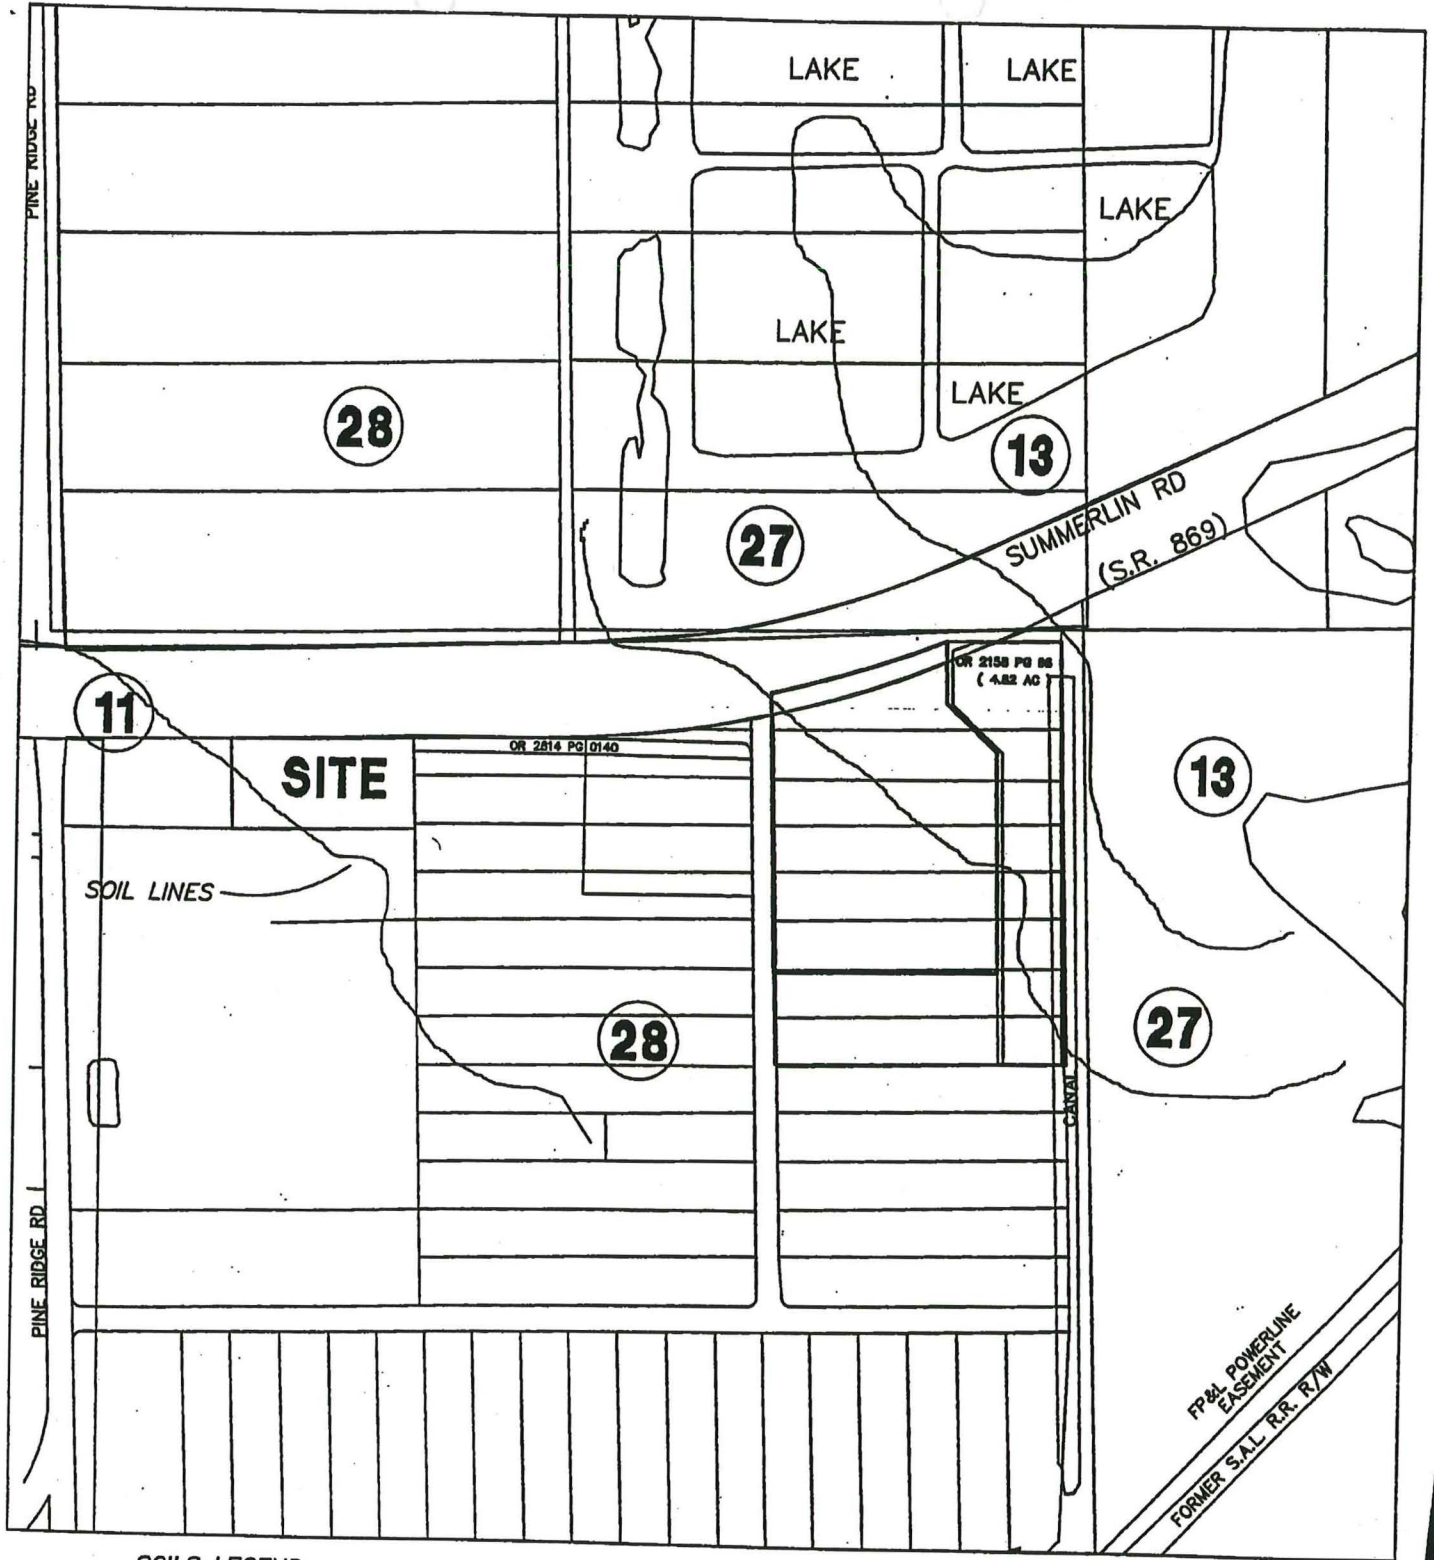 PINE RIDGE RD
LAKE
LAKE
LAKE
LAKE
LAKE
28
13
27
SUMMERLIN RD
(S.R. 869)
11
OR 2158 PG 86
( 4.82 AC )
OR 2814 PG 0140
SITE
13
SOIL LINES
28
27
CANAL
PINE RIDGE RD
FP&L POWERLINE
EASEMENT
FORMER S.A.L. R.R. R/W
SOILS LEGEND